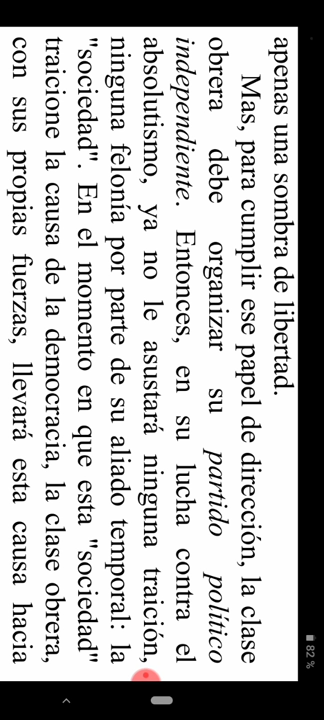 apenas una sombra de libertad.
Mas, para cumplir ese papel de dirección, la clase
obrera debe organizar su partido político
independiente. Entonces, en su lucha contra el
absolutismo, ya no le asustará ninguna traición,
ninguna felonía por parte de su aliado temporal: la
"sociedad". En el momento en que esta "sociedad"
traicione la causa de la democracia, la clase obrera,
con sus propias fuerzas, llevará esta causa hacia
82 %